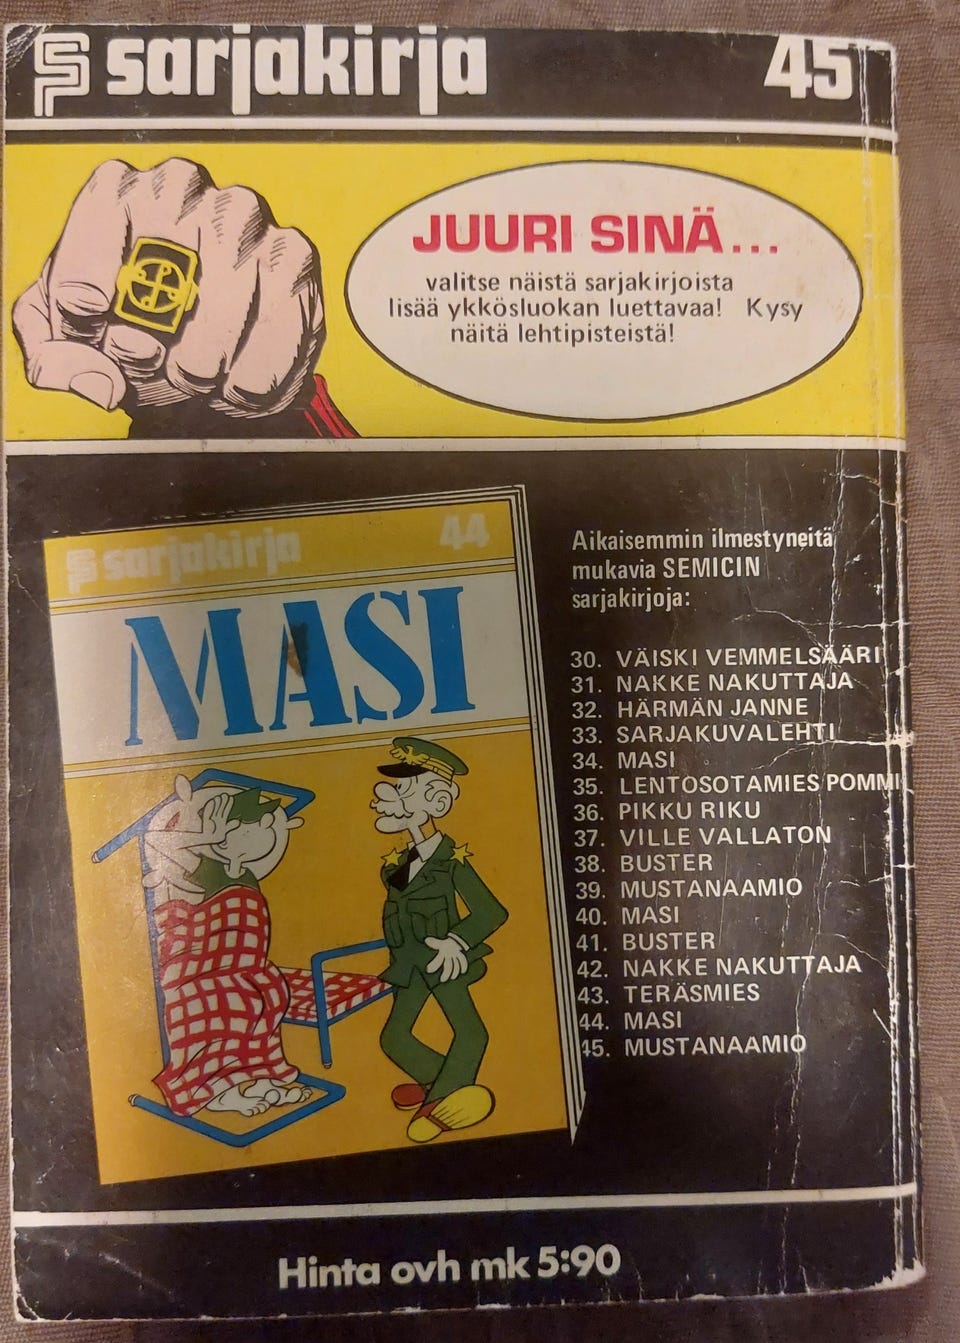 sarjakirja 45
JUURI SINÄ...
valitse näistä sarjakirjoista
lisää ykkösluokan luettavaa! Kysy
näitä lehtipisteistä!
sarjakirja 44
MASI
Aikaisemmin ilmestyneitä
mukavia SEMICIN
sarjakirjoja:
30. VÄISKI VEMMELSÄÄRI
31. NAKKE NAKUTTAJA
32. HÄRMÄN JANNE
33. SARJAKUVALEHTI
34. MASI
35. LENTOSOTAMIES POMMI
36. PIKKU RIKU
37. VILLE VALLATON
38. BUSTER
39. MUSTANAAMIO
40. MASI
41. BUSTER
42. NAKKE NAKUTTAJA
43. TERÄSMIES
44. MASI
45. MUSTANAAMIO
Hinta ovh mk 5:90